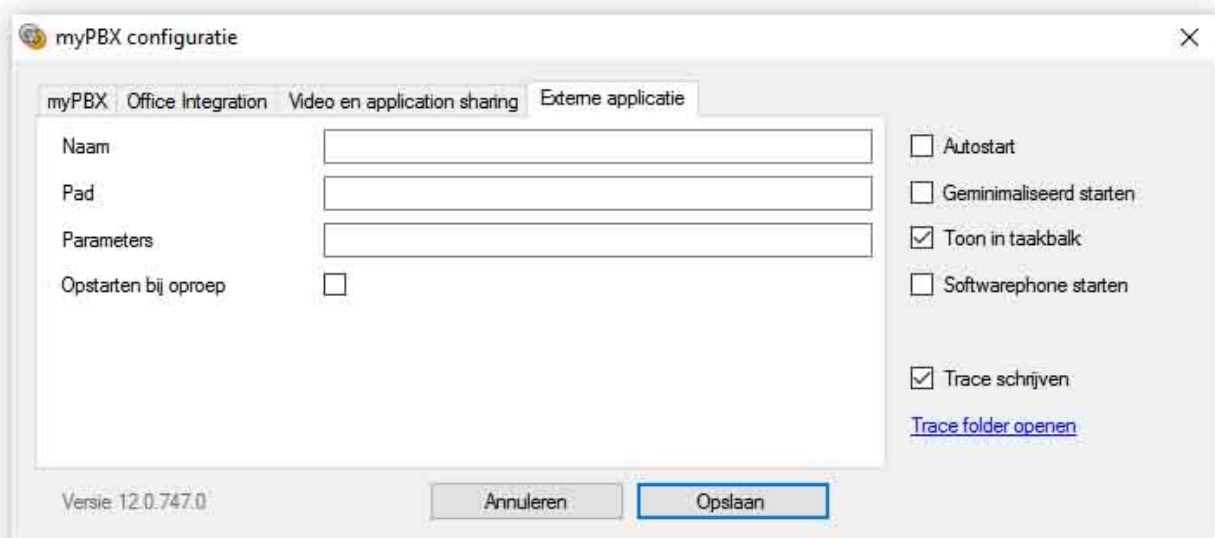 myPBX configuratie
myPBX Office Integration Video en application sharing Externe applicatie
Naam
Pad
Parameters
Opstarten bij oproep
Autostart
Geminimaliseerd starten
Toon in taakbalk
Softwarephone starten
Trace schrijven
Trace folder openen
Versie 12.0.747.0
Annuleren
Opslaan